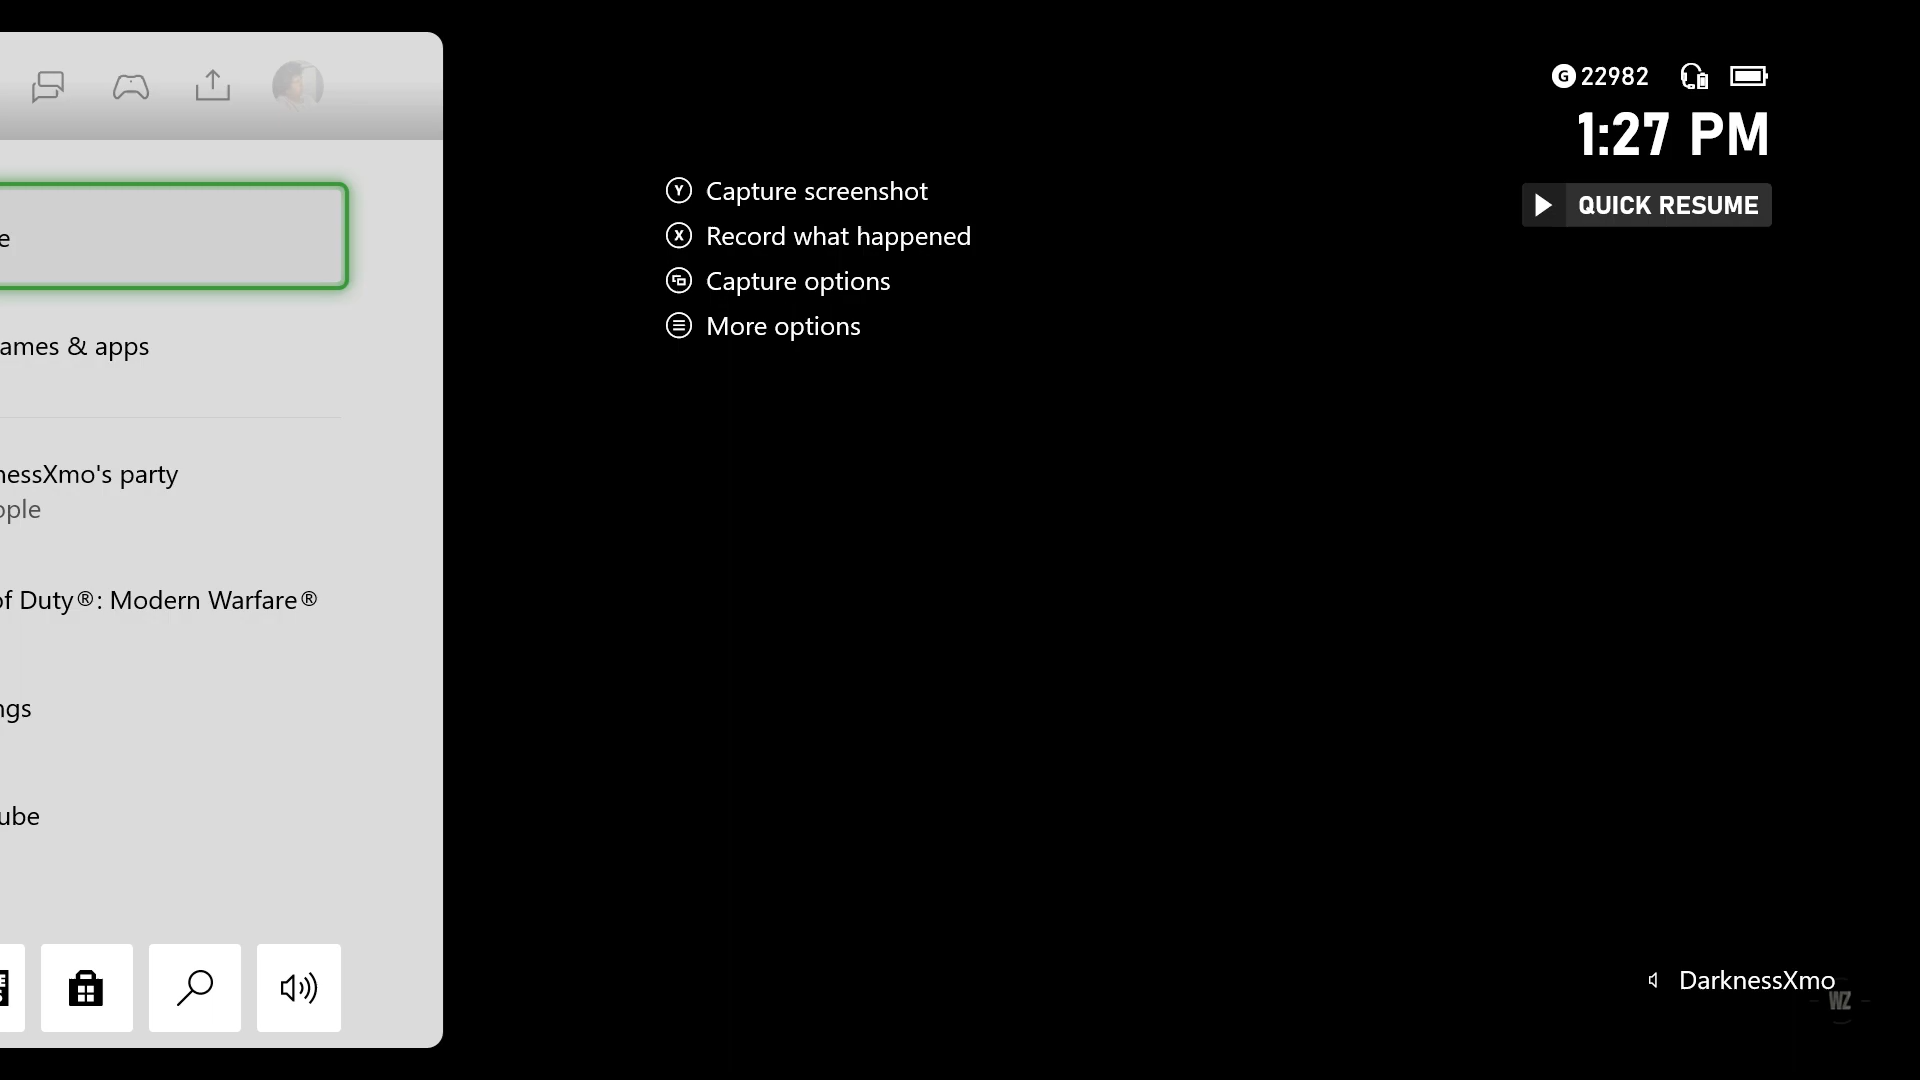 G 22982
1:27 PM
QUICK RESUME
Y Capture screenshot
X Record what happened
Capture options
More options
e
ames & apps
nessXmo's party
ople
of Duty®: Modern Warfare®
ngs
ube
DarknessXmo
WZ